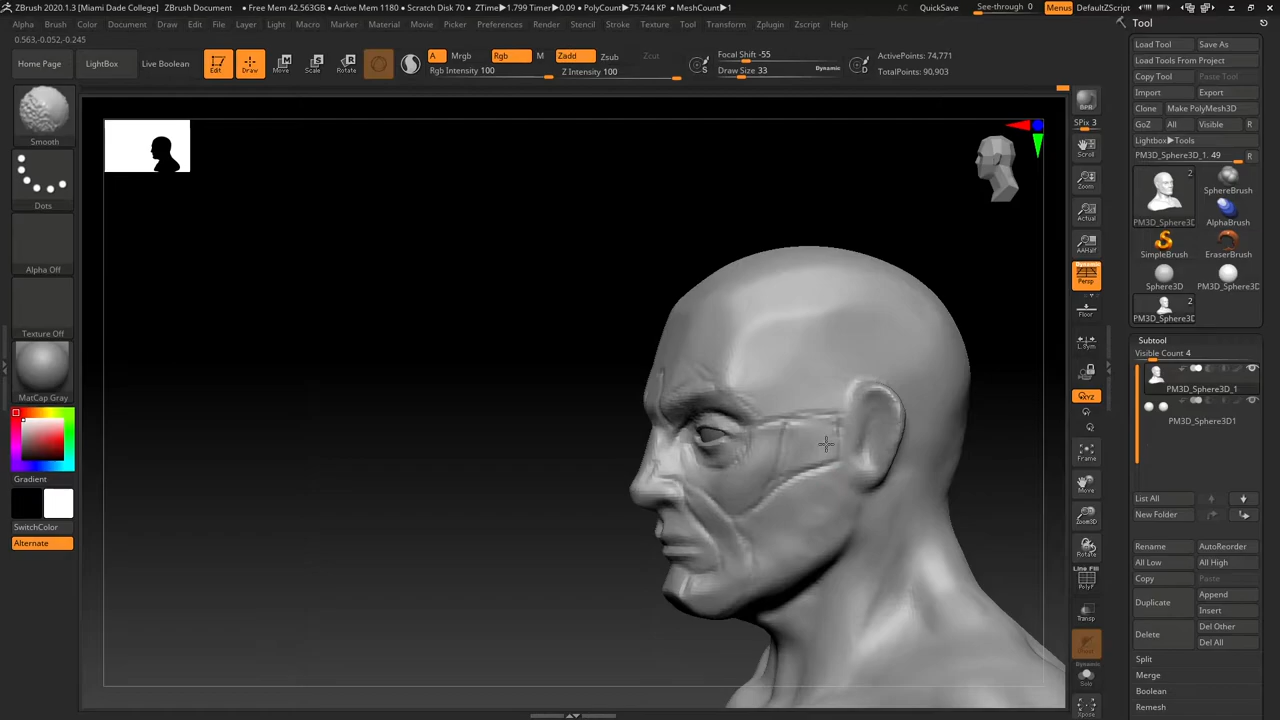 ZBrush 2020.1.3 [Miami Dade College] ZBrush Document • Free Mem 42.563GB • Active Mem 1180 • Scratch Disk 70 • ZTime▶1.799 Timer▶0.09 • PolyCount▶75.744 KP • MeshCount▶1 AC QuickSave See-through 0 Menus DefaultZScript
Alpha Brush Color Document Draw Edit File Layer Light Macro Marker Material Movie Picker Preferences Render Stencil Stroke Texture Tool Transform Zplugin Zscript Help
Tool
0.563,-0.052,-0.245
Load Tool Save As
Load Tools From Project
Copy Tool Paste Tool
Import Export
Clone Make PolyMesh3D
GoZ All Visible R
Lightbox▶Tools
PM3D_Sphere3D_1. 49 R
Home Page LightBox Live Boolean Edit Draw Move Scale Rotate
A Mrgb Rgb M Zadd Zsub Zcut
Rgb Intensity 100 Z Intensity 100
Focal Shift -55
Draw Size 33 Dynamic
S D
ActivePoints: 74,771
TotalPoints: 90,903
Smooth
Dots
Alpha Off
Texture Off
MatCap Gray
Gradient
SwitchColor
Alternate
BPR
SPix 3
Scroll
Zoom
Actual
AAHalf
Dynamic
Persp
Floor
L.Sym
XYZ
Frame
Move
Zoom3D
Rotate
Line Fill
PolyF
Transp
Dynamic
Solo
Xpose
2
PM3D_Sphere3D SphereBrush
AlphaBrush
SimpleBrush EraserBrush
Sphere3D PM3D_Sphere3D
2
PM3D_Sphere3D
Subtool
Visible Count 4
PM3D_Sphere3D_1
PM3D_Sphere3D1
List All
New Folder
Rename AutoReorder
All Low All High
Copy Paste
Duplicate Append
Insert
Delete Del Other
Del All
Split
Merge
Boolean
Remesh